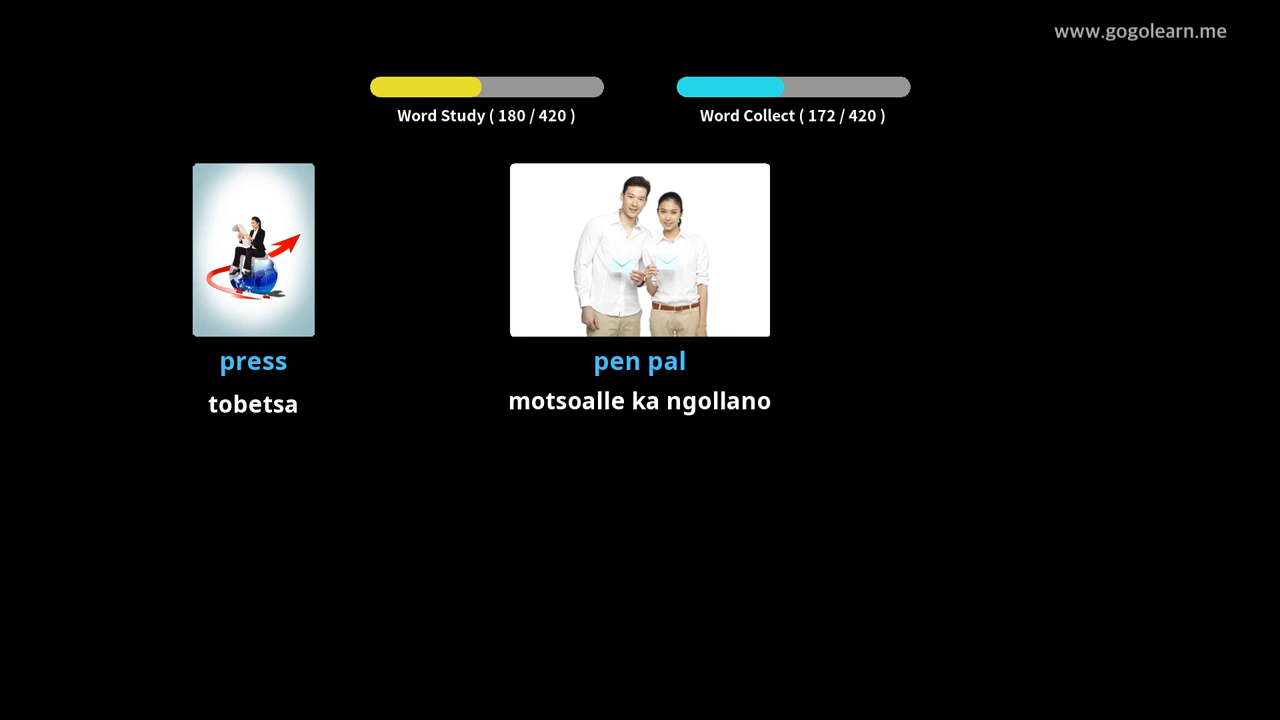 www.gogolearn.me
Word Study ( 180 / 420 )
Word Collect ( 172 / 420 )
press
tobetsa
pen pal
motsoalle ka ngollano